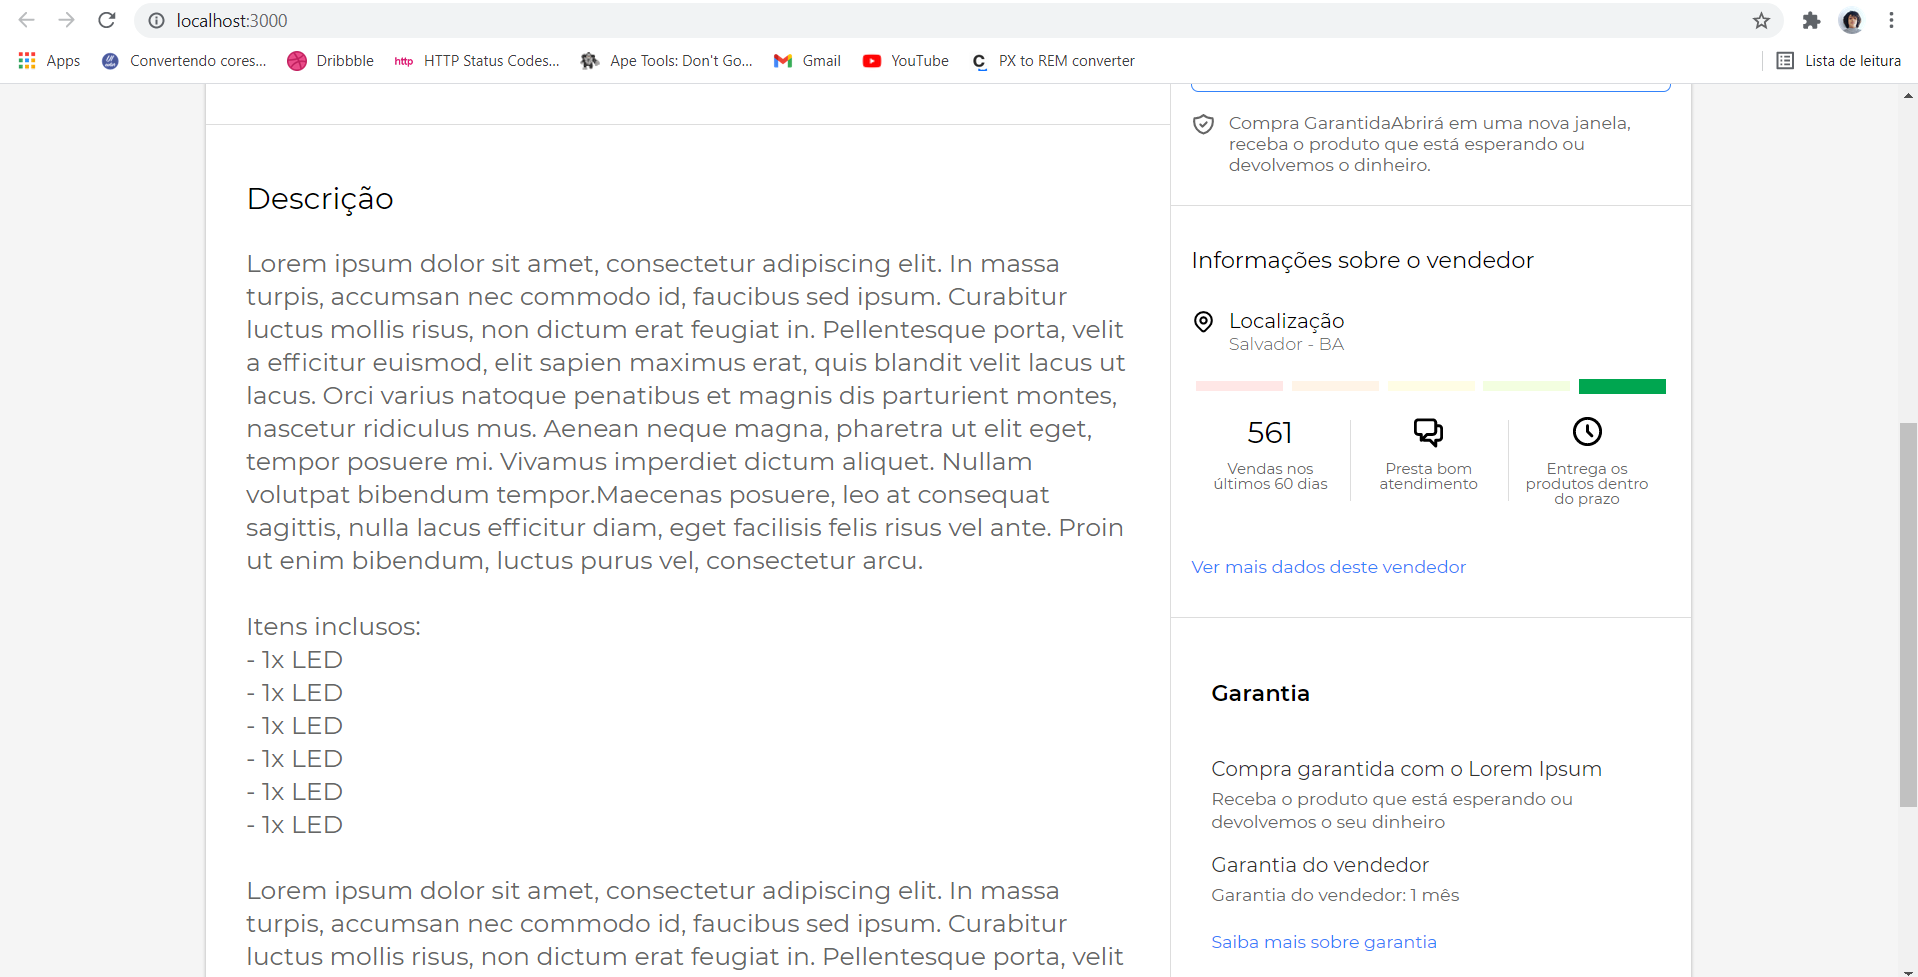 localhost:3000
Apps
Convertendo cores...
Dribbble
http
HTTP Status Codes...
Ape Tools: Don't Go...
Gmail
YouTube
C
PX to REM converter
Lista de leitura
Descrição
Lorem ipsum dolor sit amet, consectetur adipiscing elit. In massa
turpis, accumsan nec commodo id, faucibus sed ipsum. Curabitur
luctus mollis risus, non dictum erat feugiat in. Pellentesque porta, velit
a efficitur euismod, elit sapien maximus erat, quis blandit velit lacus ut
lacus. Orci varius natoque penatibus et magnis dis parturient montes,
nascetur ridiculus mus. Aenean neque magna, pharetra ut elit eget,
tempor posuere mi. Vivamus imperdiet dictum aliquet. Nullam
volutpat bibendum tempor.Maecenas posuere, leo at consequat
sagittis, nulla lacus efficitur diam, eget facilisis felis risus vel ante. Proin
ut enim bibendum, luctus purus vel, consectetur arcu.
Itens inclusos:
- 1x LED
- 1x LED
- 1x LED
- 1x LED
- 1x LED
- 1x LED
Lorem ipsum dolor sit amet, consectetur adipiscing elit. In massa
turpis, accumsan nec commodo id, faucibus sed ipsum. Curabitur
luctus mollis risus, non dictum erat feugiat in. Pellentesque porta, velit
Compra GarantidaAbrirá em uma nova janela,
receba o produto que está esperando ou
devolvemos o dinheiro.
Informações sobre o vendedor
Localização
Salvador - BA
561
Vendas nos
últimos 60 dias
Presta bom
atendimento
Entrega os
produtos dentro
do prazo
Ver mais dados deste vendedor
Garantia
Compra garantida com o Lorem Ipsum
Receba o produto que está esperando ou
devolvemos o seu dinheiro
Garantia do vendedor
Garantia do vendedor: 1 mês
Saiba mais sobre garantia